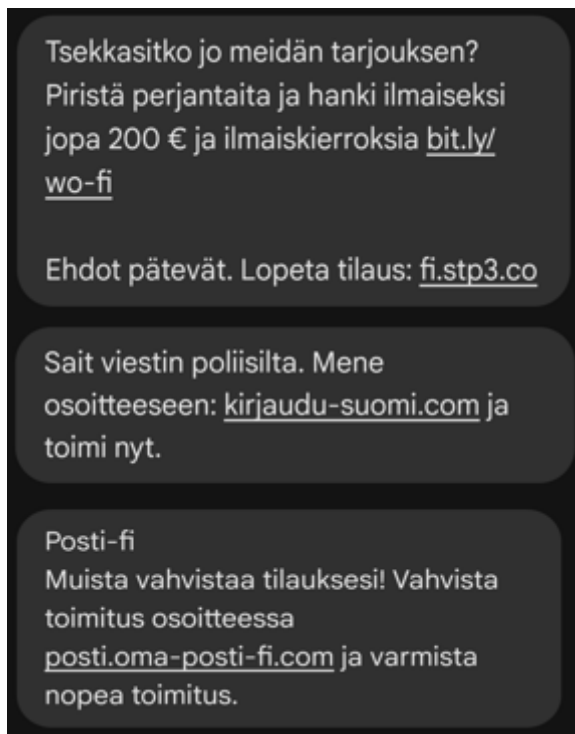 Tsekkasitko jo meidän tarjouksen?
Piristä perjantaita ja hanki ilmaiseksi
jopa 200 € ja ilmaiskierroksia bit.ly/
wo-fi
Ehdot pätevät. Lopeta tilaus: fi.stp3.co
Sait viestin poliisilta. Mene
osoitteeseen: kirjaudu-suomi.com ja
toimi nyt.
Posti-fi
Muista vahvistaa tilauksesi! Vahvista
toimitus osoitteessa
posti.oma-posti-fi.com ja varmista
nopea toimitus.